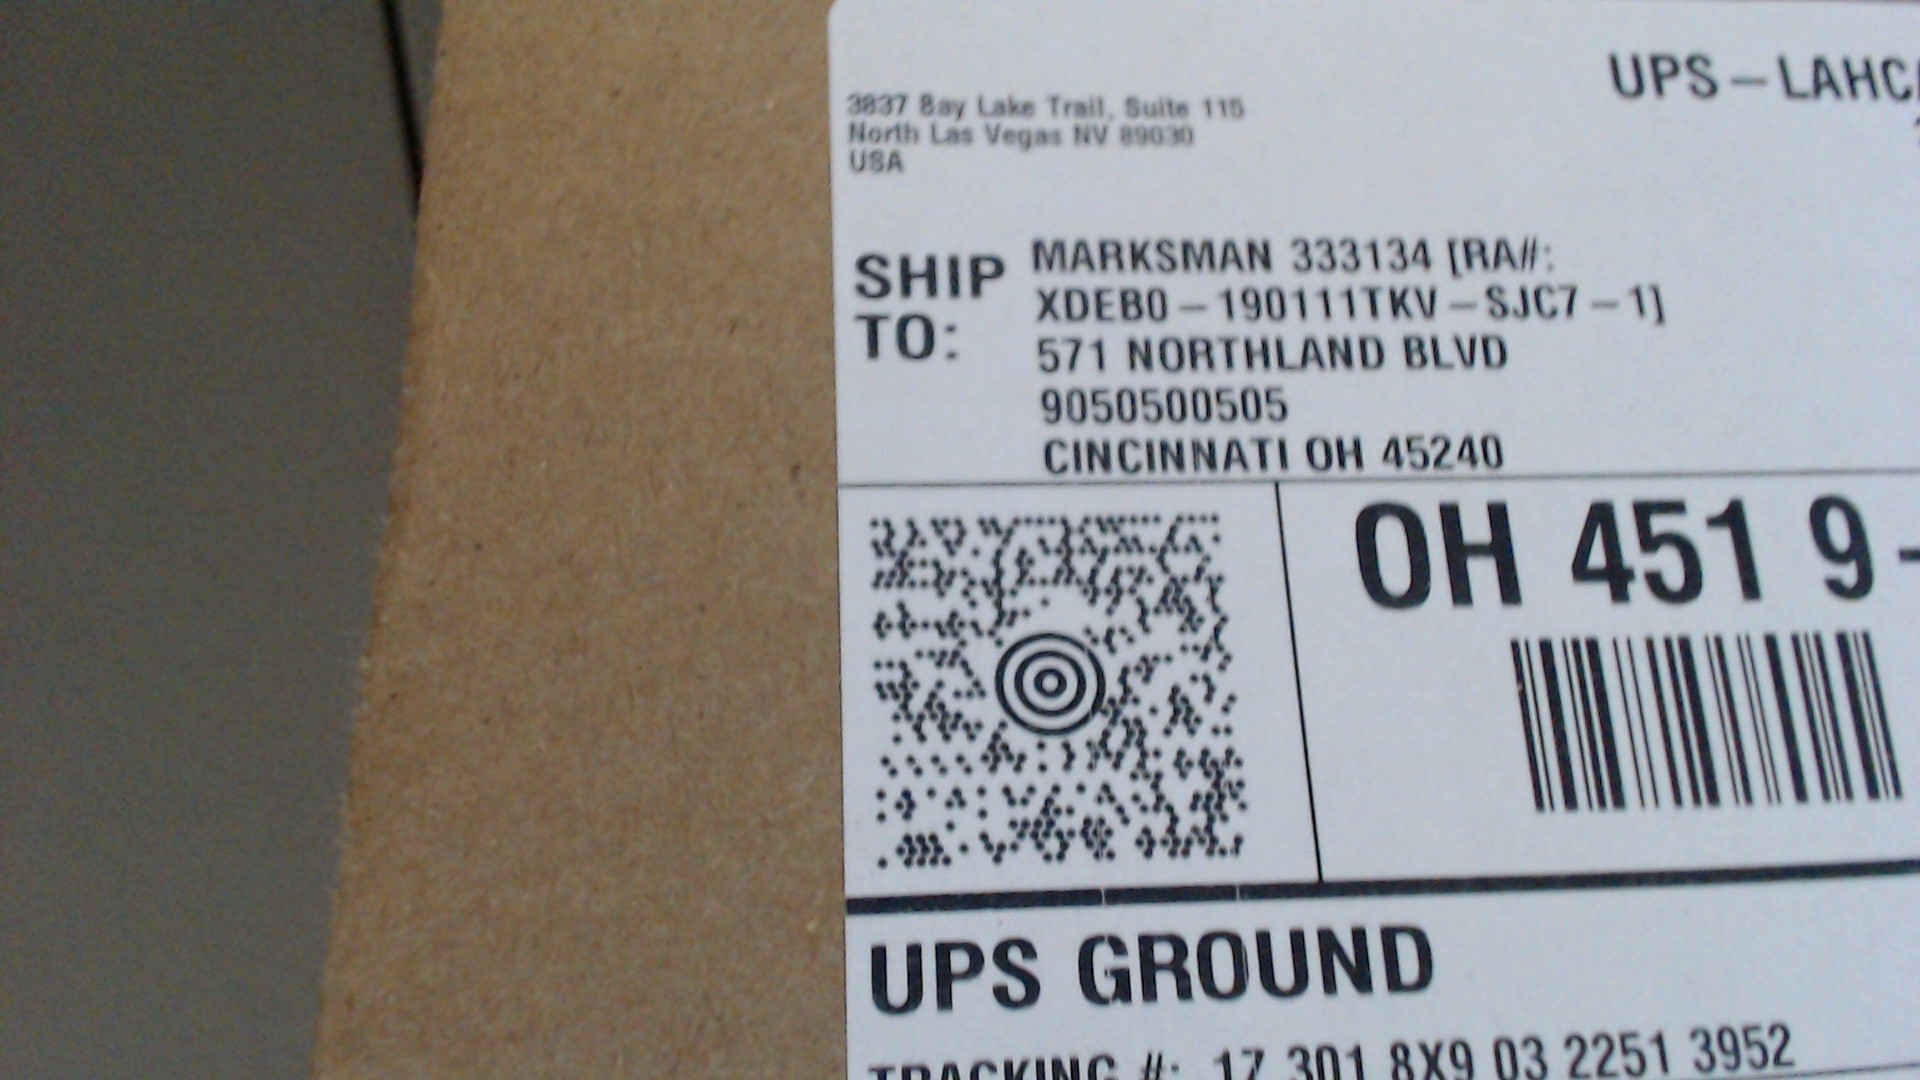 UPS-LAHCA
3837 Bay Lake Trail, Suite 115
North Las Vegas NV 89030
USA
SHIP TO:
MARKSMAN 333134 [RA#:
XDEB0-190111TKV-SJC7-1]
571 NORTHLAND BLVD
9050500505
CINCINNATI OH 45240
OH 451 9-
UPS GROUND
TRACKING #: 17 301 8X9 03 2251 3952